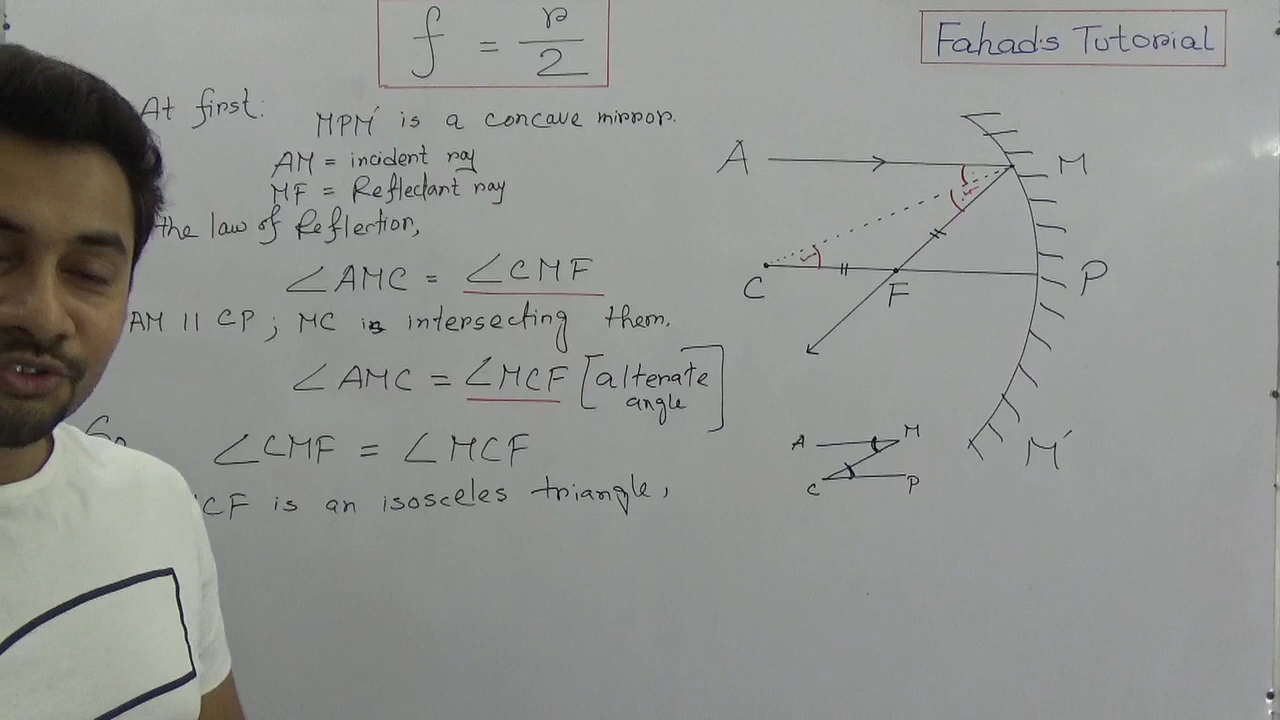 f = r/2
Fahad's Tutorial
At first:
MPM′ is a concave mirror.
AM = incident ray
MF = Reflectant ray
the law of Reflection,
∠AMC = ∠CMF
AM || CP ; MC is intersecting them.
∠AMC = ∠MCF [alternate angle]
So
∠CMF = ∠MCF
CF is an isosceles triangle,
A
M
C
F
P
M′
A
M
C
P